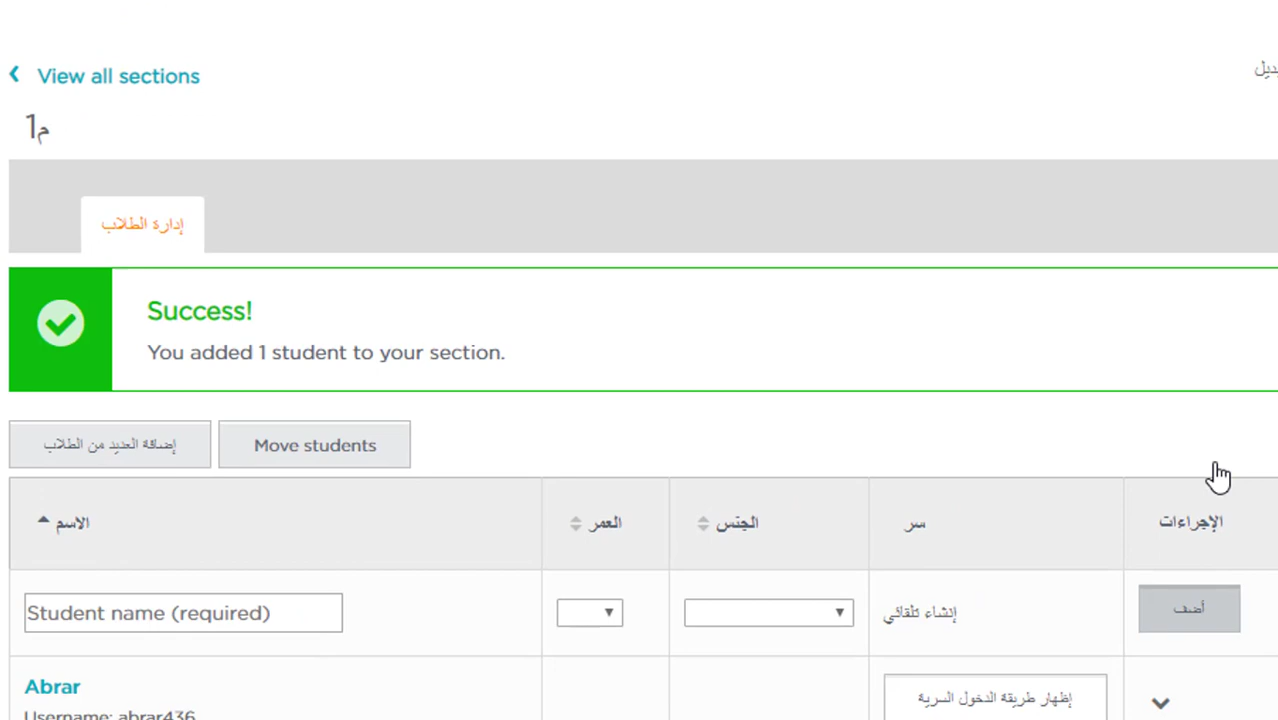 View all sections
م1
إدارة الطلاب
Success!
You added 1 student to your section.
إضافة العديد من الطلاب
Move students
الاسم
العمر
الجنس
سر
الإجراءات
Student name (required)
إنشاء تلقائي
أضف
Abrar
إظهار طريقة الدخول السرية
Username: abrar436